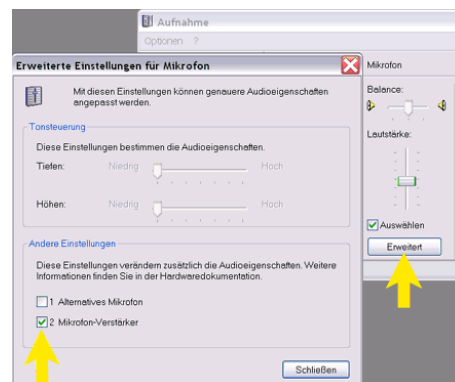 Aufnahme
Optionen ?
Erweiterte Einstellungen für Mikrofon
Mit diesen Einstellungen können genauere Audioeigenschaften
angepasst werden.
Tonsteuerung
Diese Einstellungen bestimmen die Audioeigenschaften.
Tiefen: Niedrig Hoch
Höhen: Niedrig Hoch
Andere Einstellungen
Diese Einstellungen verändern zusätzlich die Audioeigenschaften. Weitere
Informationen finden Sie in der Hardwaredokumentation.
1 Alternatives Mikrofon
2 Mikrofon-Verstärker
Schließen
Mikrofon
Balance:
Lautstärke:
Auswählen
Erweitert